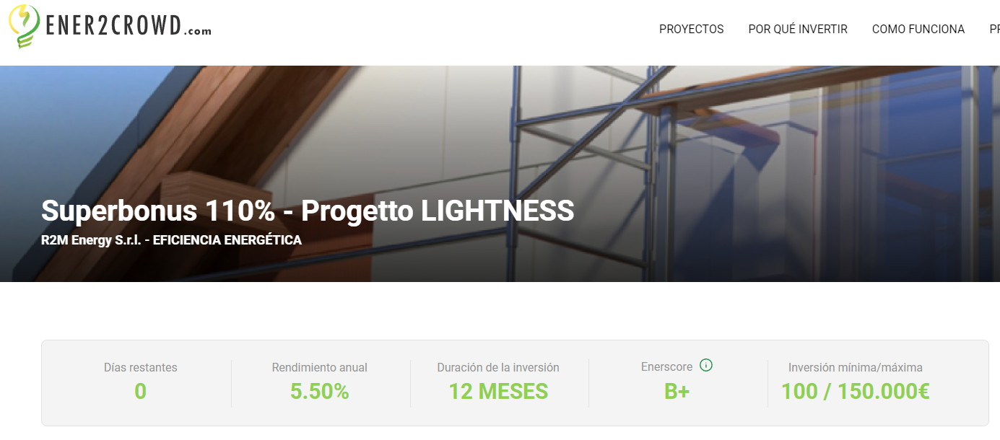 ENER2CROWD.com
PROYECTOS POR QUÉ INVERTIR COMO FUNCIONA PR
Superbonus 110% - Progetto LIGHTNESS
R2M Energy S.r.l. - EFICIENCIA ENERGÉTICA
Días restantes Rendimiento anual Duración de la inversión Enerscore i Inversión mínima/máxima
0 5.50% 12 MESES B+ 100 / 150.000€